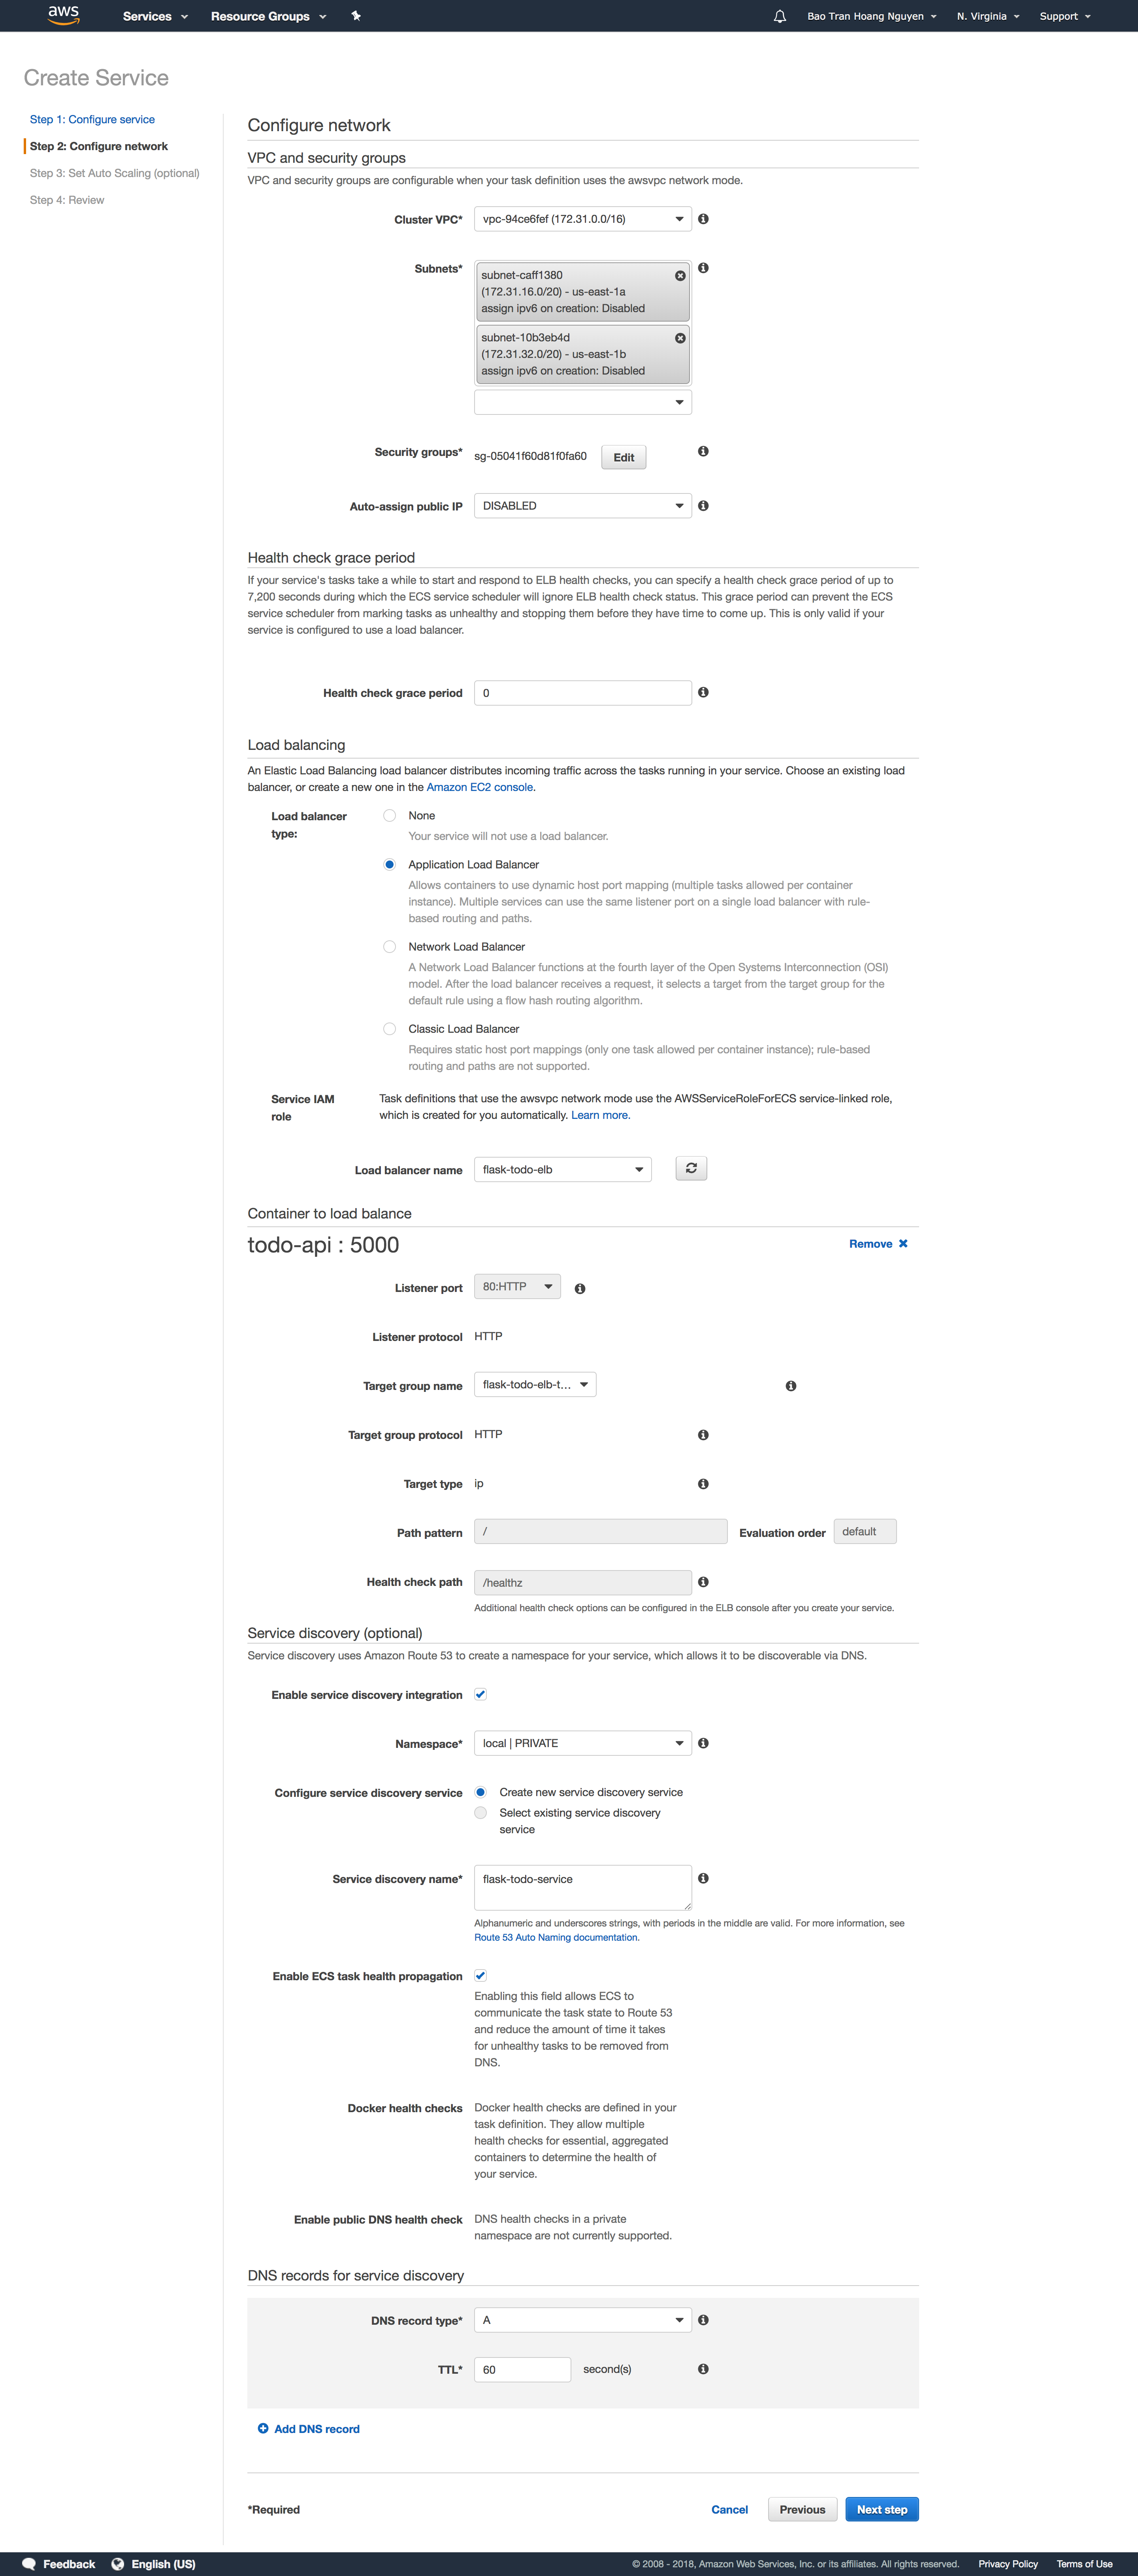 aws
Services
Resource Groups
Bao Tran Hoang Nguyen
N. Virginia
Support
Create Service
Step 1: Configure service
Step 2: Configure network
Step 3: Set Auto Scaling (optional)
Step 4: Review
Configure network
VPC and security groups
VPC and security groups are configurable when your task definition uses the awsvpc network mode.
Cluster VPC* vpc-94ce6fef (172.31.0.0/16)
Subnets*
subnet-caff1380
(172.31.16.0/20) - us-east-1a
assign ipv6 on creation: Disabled
subnet-10b3eb4d
(172.31.32.0/20) - us-east-1b
assign ipv6 on creation: Disabled
Security groups* sg-05041f60d81f0fa60 Edit
Auto-assign public IP DISABLED
Health check grace period
If your service's tasks take a while to start and respond to ELB health checks, you can specify a health check grace period of up to
7,200 seconds during which the ECS service scheduler will ignore ELB health check status. This grace period can prevent the ECS
service scheduler from marking tasks as unhealthy and stopping them before they have time to come up. This is only valid if your
service is configured to use a load balancer.
Health check grace period 0
Load balancing
An Elastic Load Balancing load balancer distributes incoming traffic across the tasks running in your service. Choose an existing load
balancer, or create a new one in the Amazon EC2 console.
Load balancer
type:
None
Your service will not use a load balancer.
Application Load Balancer
Allows containers to use dynamic host port mapping (multiple tasks allowed per container
instance). Multiple services can use the same listener port on a single load balancer with rule-
based routing and paths.
Network Load Balancer
A Network Load Balancer functions at the fourth layer of the Open Systems Interconnection (OSI)
model. After the load balancer receives a request, it selects a target from the target group for the
default rule using a flow hash routing algorithm.
Classic Load Balancer
Requires static host port mappings (only one task allowed per container instance); rule-based
routing and paths are not supported.
Service IAM
role
Task definitions that use the awsvpc network mode use the AWSServiceRoleForECS service-linked role,
which is created for you automatically. Learn more.
Load balancer name flask-todo-elb
Container to load balance
todo-api : 5000 Remove
Listener port 80:HTTP
Listener protocol HTTP
Target group name flask-todo-elb-t...
Target group protocol HTTP
Target type ip
Path pattern / Evaluation order default
Health check path /healthz
Additional health check options can be configured in the ELB console after you create your service.
Service discovery (optional)
Service discovery uses Amazon Route 53 to create a namespace for your service, which allows it to be discoverable via DNS.
Enable service discovery integration
Namespace* local | PRIVATE
Configure service discovery service
Create new service discovery service
Select existing service discovery
service
Service discovery name* flask-todo-service
Alphanumeric and underscores strings, with periods in the middle are valid. For more information, see
Route 53 Auto Naming documentation.
Enable ECS task health propagation
Enabling this field allows ECS to
communicate the task state to Route 53
and reduce the amount of time it takes
for unhealthy tasks to be removed from
DNS.
Docker health checks
Docker health checks are defined in your
task definition. They allow multiple
health checks for essential, aggregated
containers to determine the health of
your service.
Enable public DNS health check
DNS health checks in a private
namespace are not currently supported.
DNS records for service discovery
DNS record type* A
TTL* 60 second(s)
Add DNS record
*Required
Cancel
Previous
Next step
Feedback
English (US)
© 2008 - 2018, Amazon Web Services, Inc. or its affiliates. All rights reserved.
Privacy Policy
Terms of Use